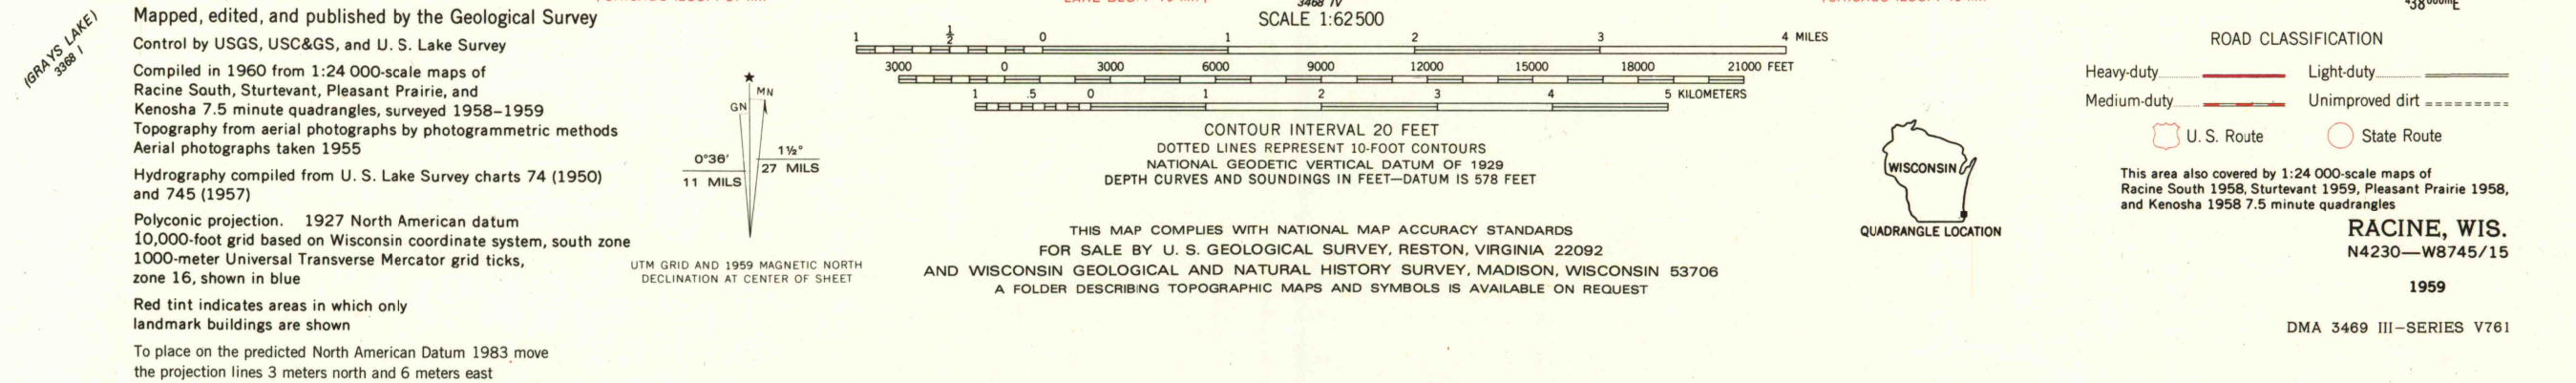 (GRAYS LAKE)
3368 I
Mapped, edited, and published by the Geological Survey
Control by USGS, USC&GS, and U. S. Lake Survey
Compiled in 1960 from 1:24 000-scale maps of
Racine South, Sturtevant, Pleasant Prairie, and
Kenosha 7.5 minute quadrangles, surveyed 1958–1959
Topography from aerial photographs by photogrammetric methods
Aerial photographs taken 1955
Hydrography compiled from U. S. Lake Survey charts 74 (1950)
and 745 (1957)
Polyconic projection. 1927 North American datum
10,000-foot grid based on Wisconsin coordinate system, south zone
1000-meter Universal Transverse Mercator grid ticks,
zone 16, shown in blue
Red tint indicates areas in which only
landmark buildings are shown
To place on the predicted North American Datum 1983 move
the projection lines 3 meters north and 6 meters east
★
MN
GN
0°36′
11 MILS
1½°
27 MILS
UTM GRID AND 1959 MAGNETIC NORTH
DECLINATION AT CENTER OF SHEET
3468 IV
SCALE 1:62500
1 ½ 0 1 2 3 4 MILES
3000 0 3000 6000 9000 12000 15000 18000 21000 FEET
1 .5 0 1 2 3 4 5 KILOMETERS
CONTOUR INTERVAL 20 FEET
DOTTED LINES REPRESENT 10-FOOT CONTOURS
NATIONAL GEODETIC VERTICAL DATUM OF 1929
DEPTH CURVES AND SOUNDINGS IN FEET—DATUM IS 578 FEET
THIS MAP COMPLIES WITH NATIONAL MAP ACCURACY STANDARDS
FOR SALE BY U. S. GEOLOGICAL SURVEY, RESTON, VIRGINIA 22092
AND WISCONSIN GEOLOGICAL AND NATURAL HISTORY SURVEY, MADISON, WISCONSIN 53706
A FOLDER DESCRIBING TOPOGRAPHIC MAPS AND SYMBOLS IS AVAILABLE ON REQUEST
WISCONSIN
QUADRANGLE LOCATION
438000mE
ROAD CLASSIFICATION
Heavy-duty Light-duty
Medium-duty Unimproved dirt
U. S. Route State Route
This area also covered by 1:24 000-scale maps of
Racine South 1958, Sturtevant 1959, Pleasant Prairie 1958,
and Kenosha 1958 7.5 minute quadrangles
RACINE, WIS.
N4230—W8745/15
1959
DMA 3469 III–SERIES V761